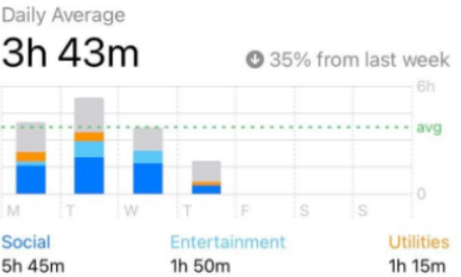 Daily Average
3h 43m
35% from last week
6h
avg
0
M T W T F S S
Social Entertainment Utilities
5h 45m 1h 50m 1h 15m